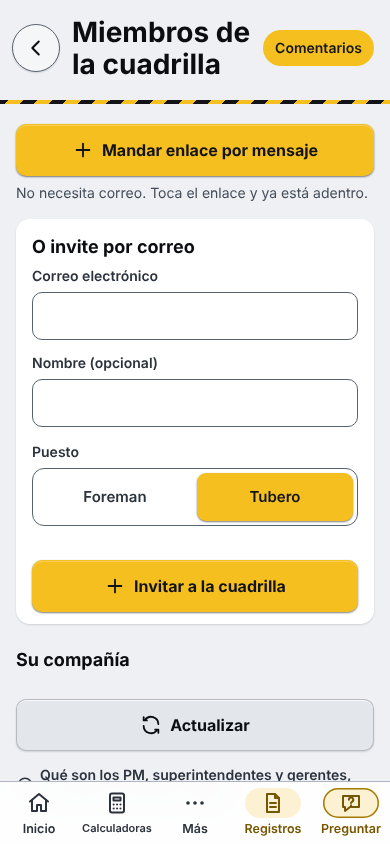 Miembros de
la cuadrilla
Comentarios
Mandar enlace por mensaje
No necesita correo. Toca el enlace y ya está adentro.
O invite por correo
Correo electrónico
Nombre (opcional)
Puesto
Foreman
Tubero
Invitar a la cuadrilla
Su compañía
Actualizar
Qué son los PM, superintendentes y gerentes,
Inicio
Calculadoras
Más
Registros
Preguntar